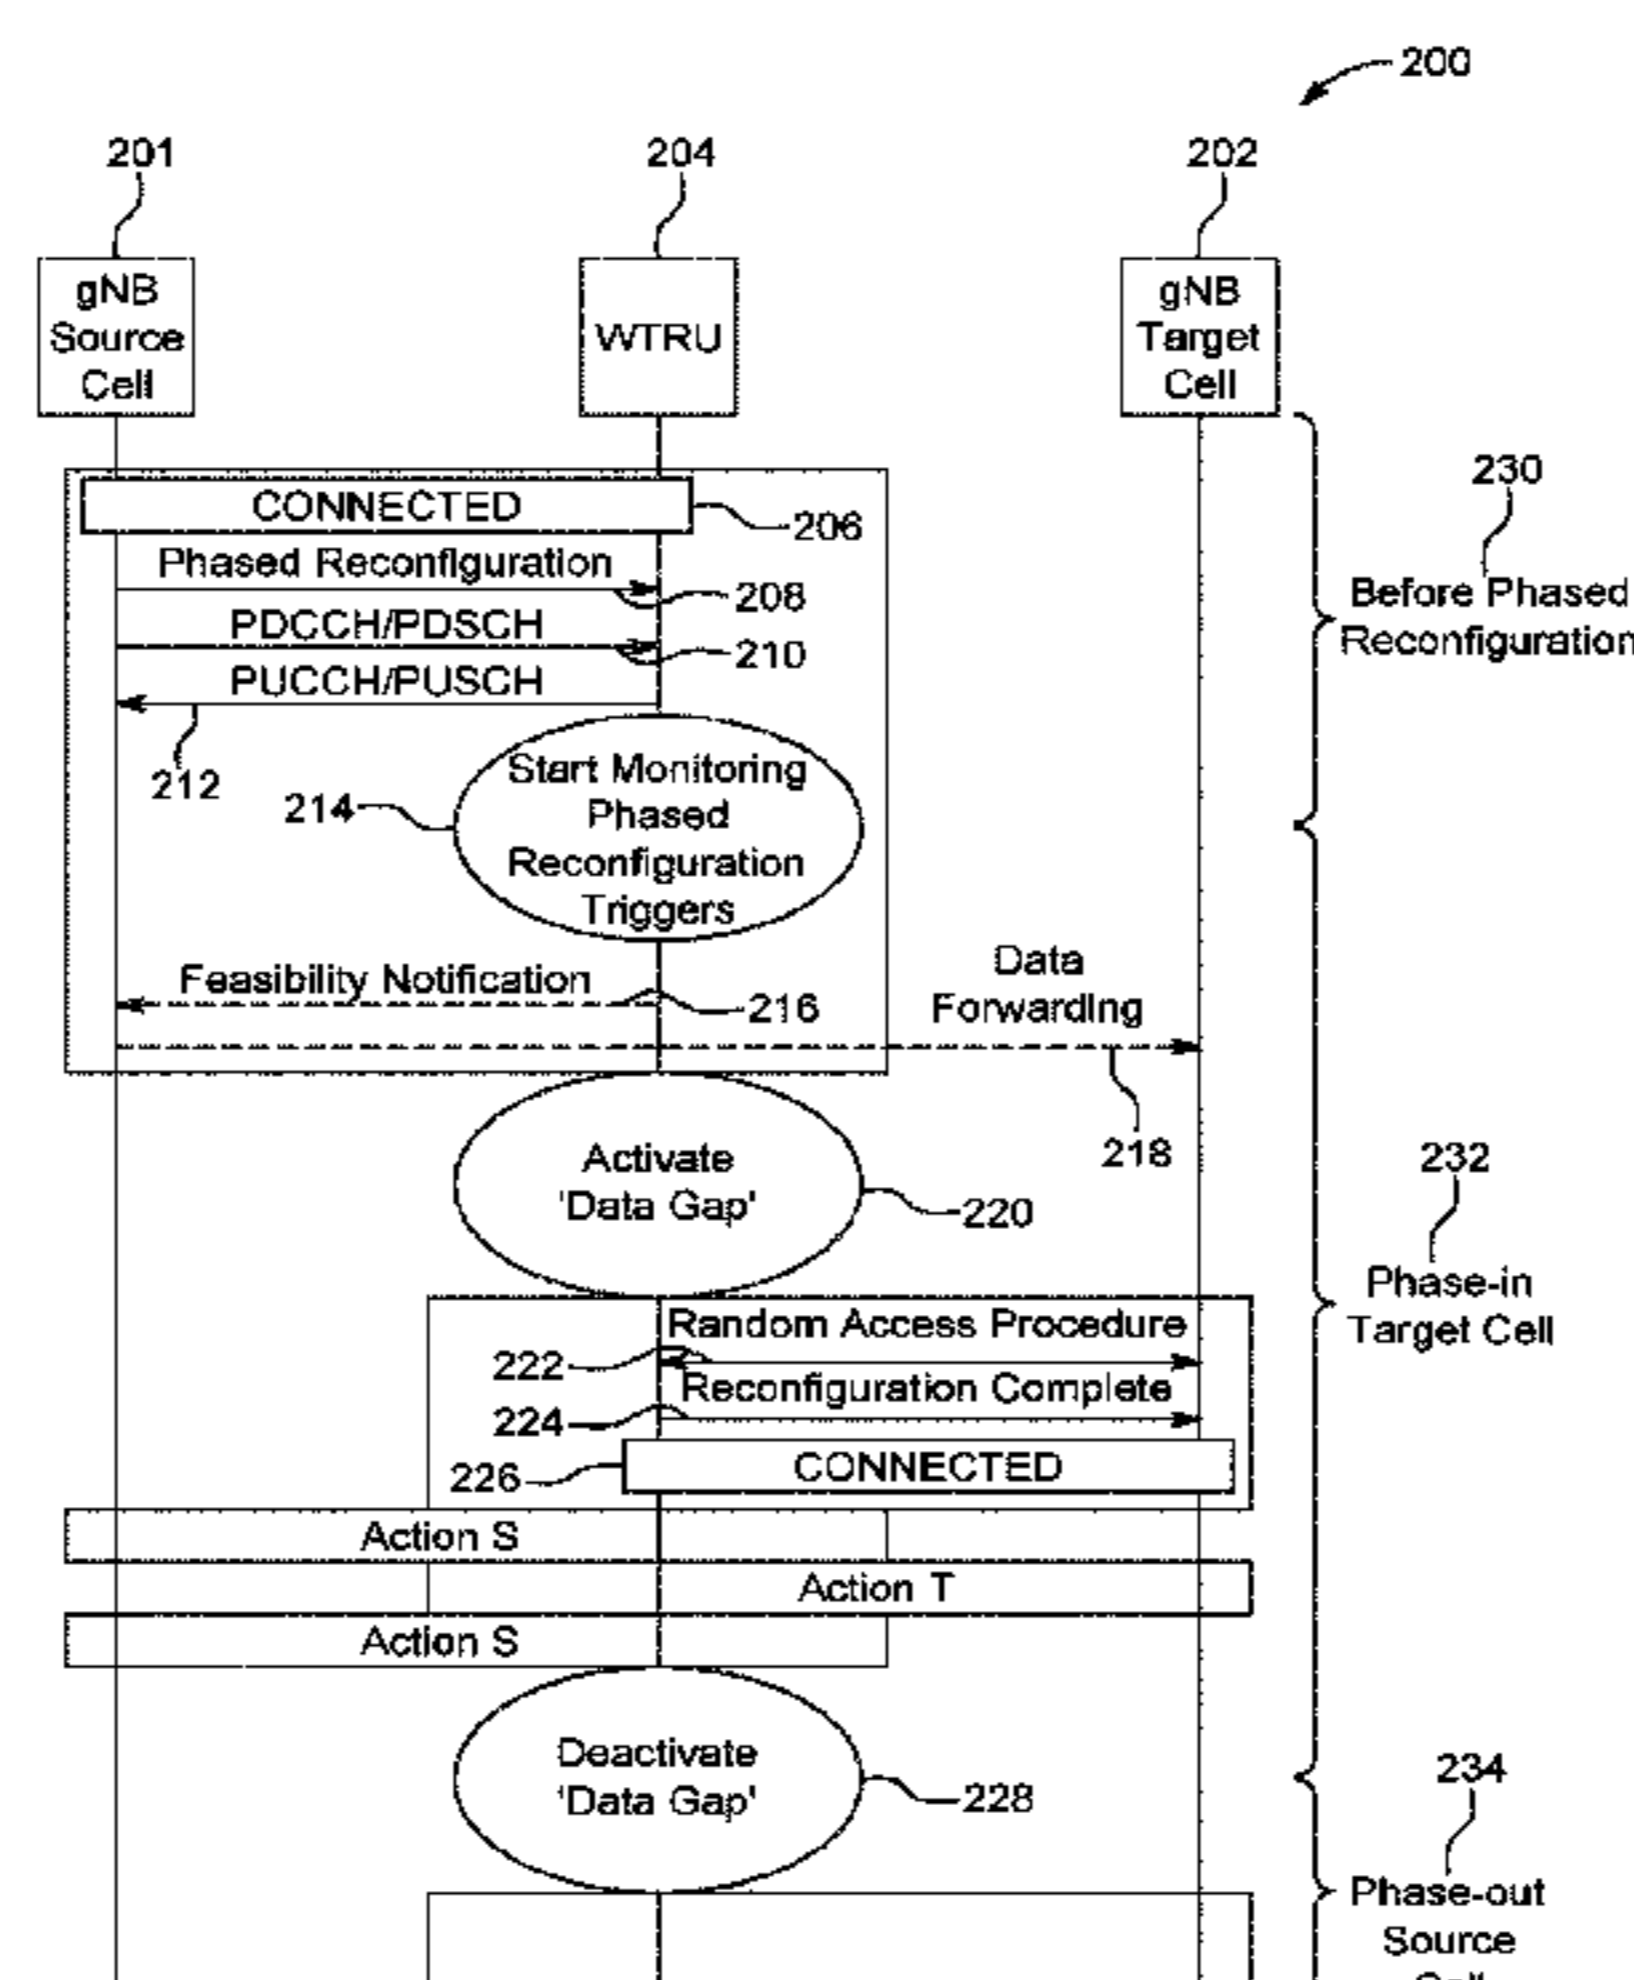 200
201
204
202
gNB
Source
Cell
WTRU
gNB
Target
Cell
CONNECTED
206
230
Phased Reconfiguration
208
Before Phased
Reconfiguration
PDCCH/PDSCH
210
PUCCH/PUSCH
212
214
Start Monitoring
Phased
Reconfiguration
Triggers
Feasibility Notification
216
Data
Forwarding
218
Activate
'Data Gap'
220
232
Phase-in
Target Cell
Random Access Procedure
222
Reconfiguration Complete
224
CONNECTED
226
Action S
Action T
Action S
Deactivate
'Data Gap'
228
234
Phase-out
Source